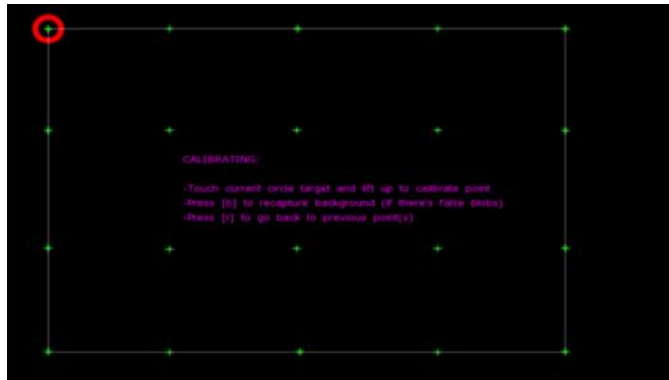 CALIBRATING:
-Touch current circle target and lift up to calibrate point
-Press [b] to recapture background (if there's false blobs)
-Press [r] to go back to previous point(s)